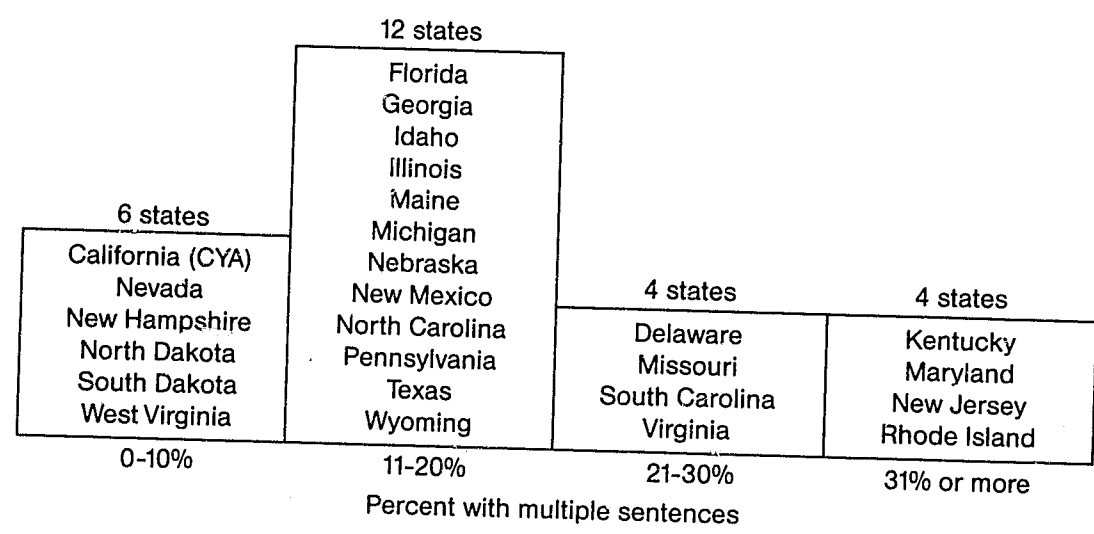 12 states
Florida
Georgia
Idaho
Illinois
Maine
Michigan
Nebraska
New Mexico
North Carolina
Pennsylvania
Texas
Wyoming
6 states
California (CYA)
Nevada
New Hampshire
North Dakota
South Dakota
West Virginia
4 states
Delaware
Missouri
South Carolina
Virginia
4 states
Kentucky
Maryland
New Jersey
Rhode Island
0-10%
11-20%
21-30%
31% or more
Percent with multiple sentences